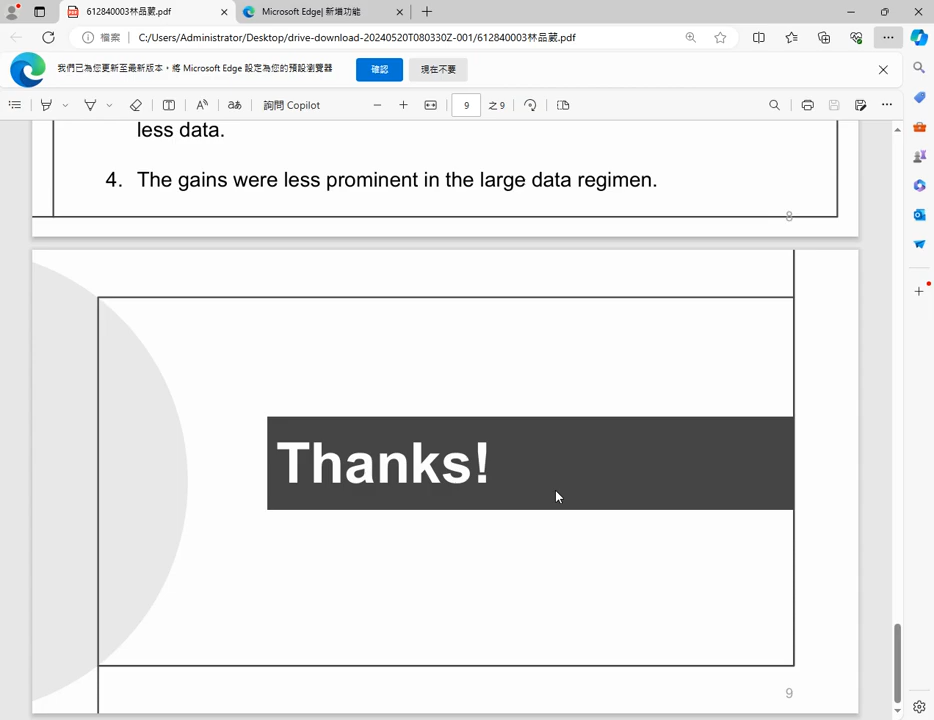 612840003林品蕨.pdf
Microsoft Edge| 新增功能
檔案
C:/Users/Administrator/Desktop/drive-download-20240520T080330Z-001/612840003林品蕨.pdf
我們已為您更新至最新版本，將 Microsoft Edge 設定為您的預設瀏覽器
確認
現在不要
詢問 Copilot
9
之 9
less data.
4. The gains were less prominent in the large data regimen.
8
Thanks!
9